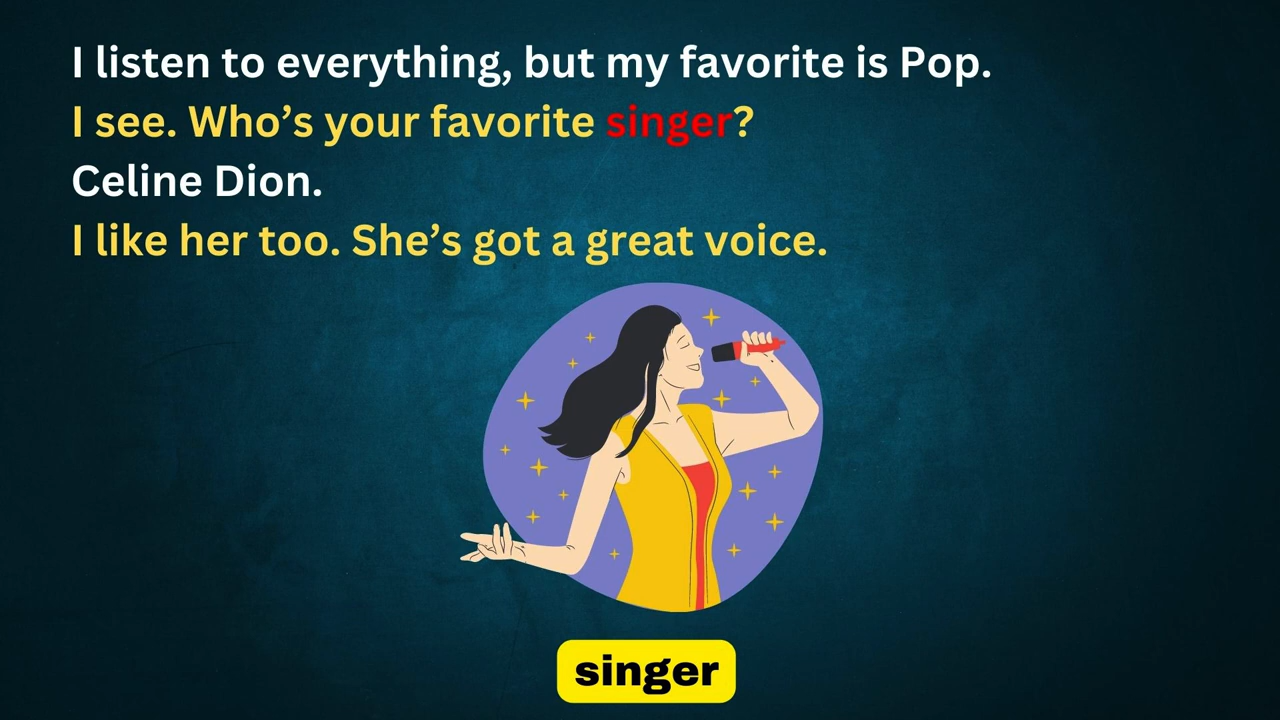 I listen to everything, but my favorite is Pop.
I see. Who’s your favorite singer?
Celine Dion.
I like her too. She’s got a great voice.
singer